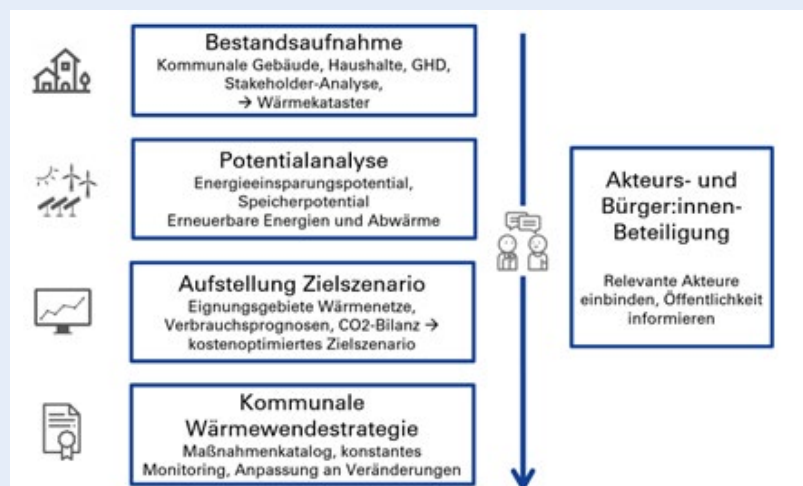 Bestandsaufnahme
Kommunale Gebäude, Haushalte, GHD,
Stakeholder-Analyse,
→ Wärmekataster
Potentialanalyse
Energieeinsparungspotential,
Speicherpotential
Erneuerbare Energien und Abwärme
Aufstellung Zielszenario
Eignungsgebiete Wärmenetze,
Verbrauchsprognosen, CO2-Bilanz →
kostenoptimiertes Zielszenario
Kommunale
Wärmewendestrategie
Maßnahmenkatalog, konstantes
Monitoring, Anpassung an Veränderungen
Akteurs- und
Bürger:innen-
Beteiligung
Relevante Akteure
einbinden, Öffentlichkeit
informieren